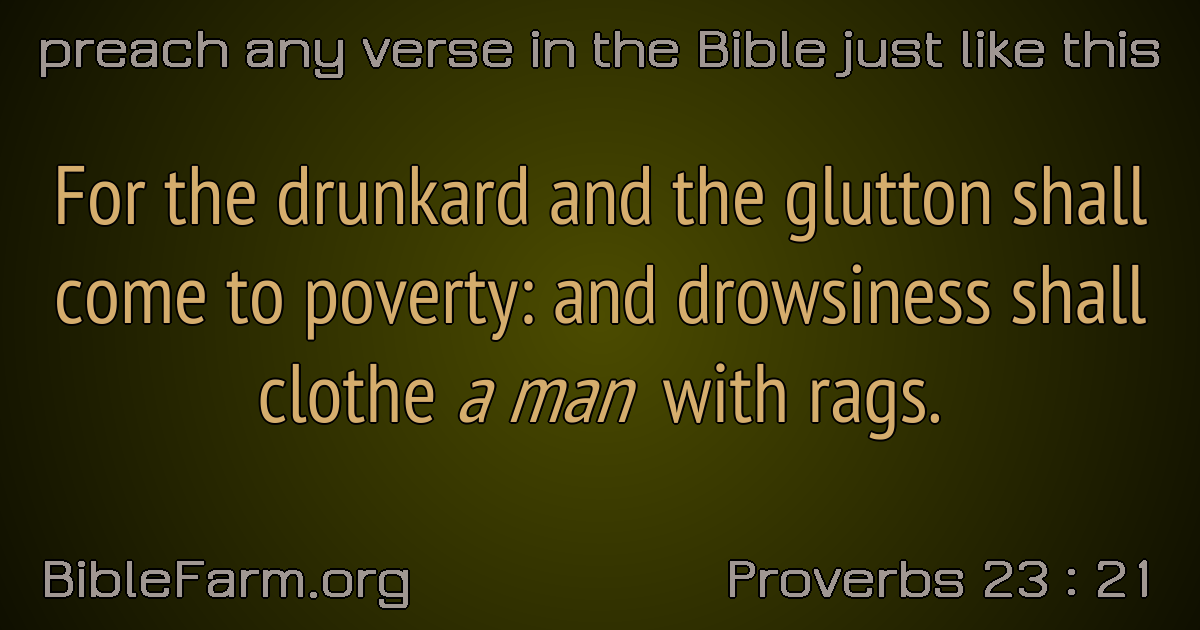 preach any verse in the Bible just like this
For the drunkard and the glutton shall
come to poverty: and drowsiness shall
clothe a man with rags.
BibleFarm.org
Proverbs 23 : 21